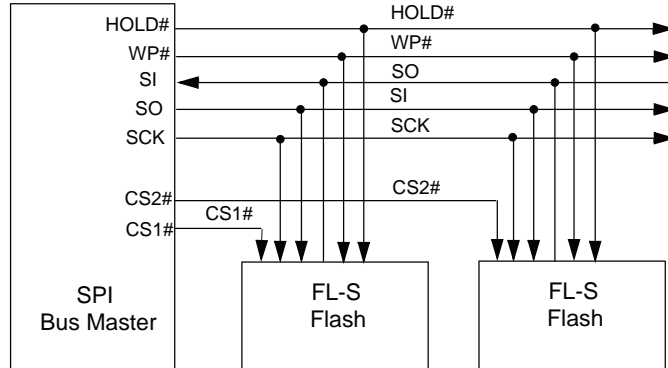 HOLD#
HOLD#
WP#
WP#
SI
SO
SO
SI
SCK
SCK
CS2#
CS2#
CS1#
CS1#
SPI
Bus Master
FL-S
Flash
FL-S
Flash